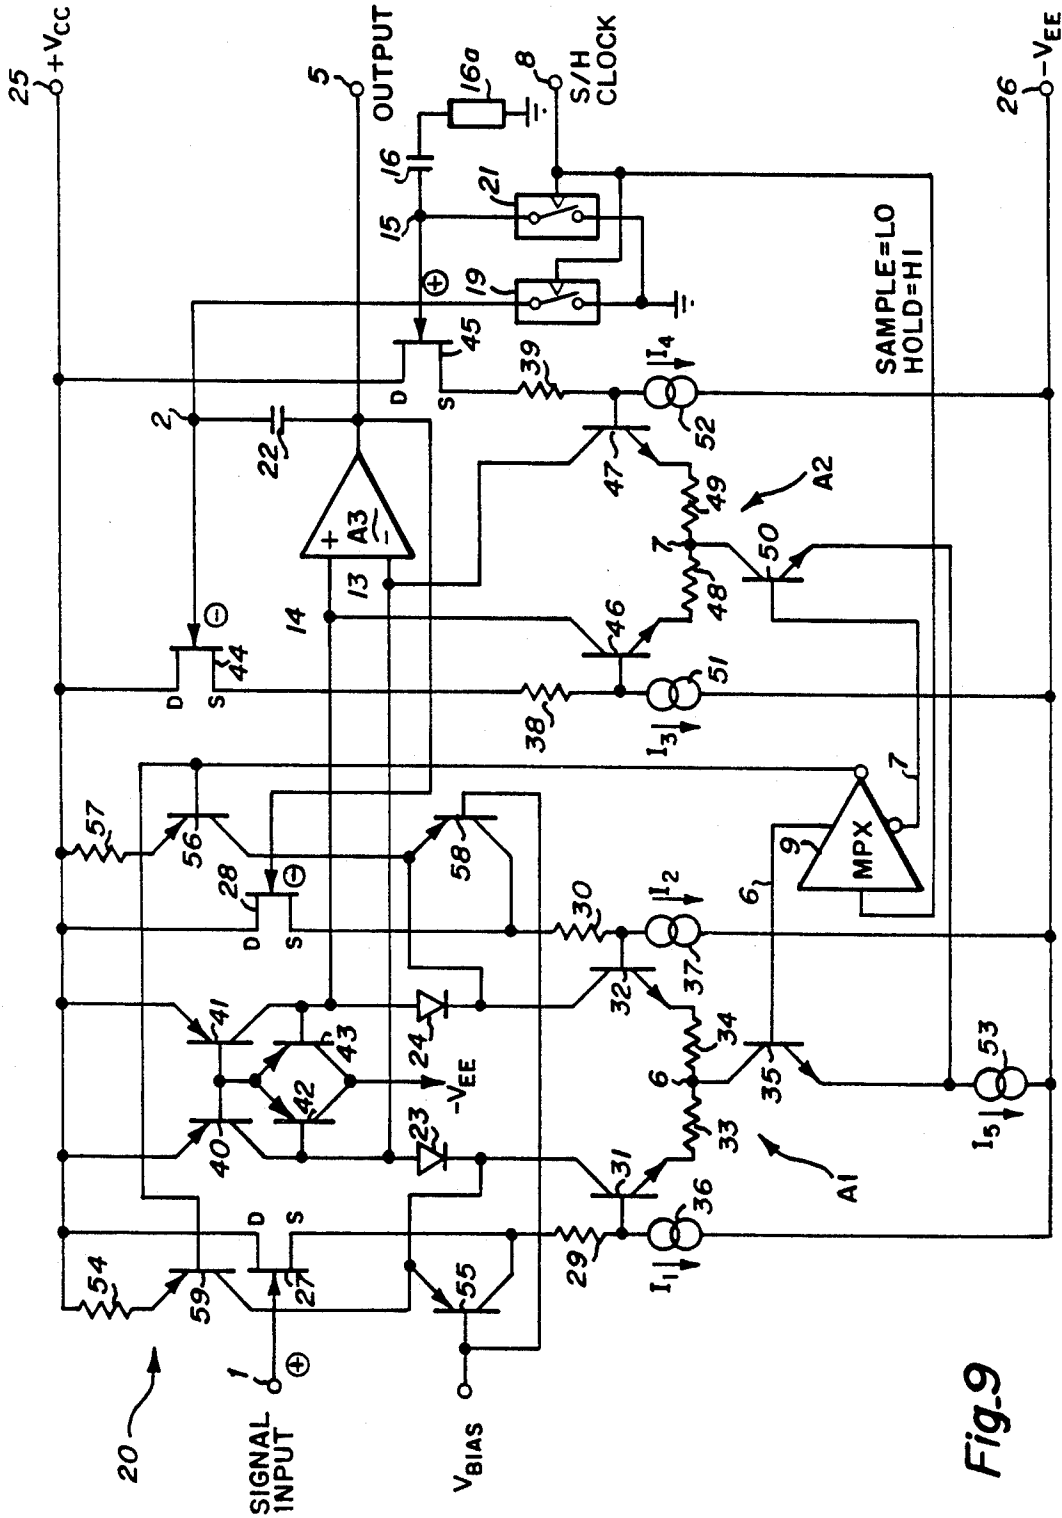 25
+VCC
5
OUTPUT
16a
16
8
S/H
CLOCK
26
-VEE
15
21
19
+
45
D
S
39
I4
52
SAMPLE=LO
HOLD=HI
2
22
A3
+
-
13
14
47
49
A2
7
50
48
46
-
44
D
S
38
51
I3
57
56
28
-
D
S
58
30
I2
37
32
9
MPX
6
7
41
43
24
-VEE
42
40
23
34
6
35
33
53
I5
A1
31
54
59
D
S
27
55
29
36
I1
20
1
+
SIGNAL
INPUT
VBIAS
Fig_9